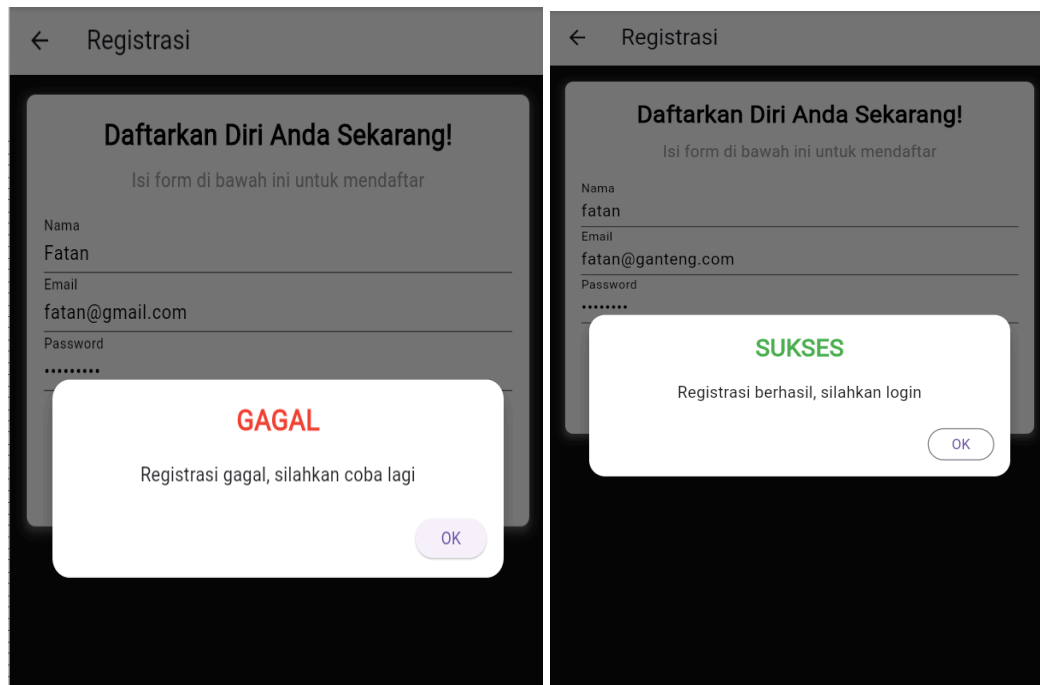 Registrasi
Daftarkan Diri Anda Sekarang!
Isi form di bawah ini untuk mendaftar
Nama
Fatan
Email
fatan@gmail.com
Password
•••••••••
GAGAL
Registrasi gagal, silahkan coba lagi
OK
Registrasi
Daftarkan Diri Anda Sekarang!
Isi form di bawah ini untuk mendaftar
Nama
fatan
Email
fatan@ganteng.com
Password
••••••••
SUKSES
Registrasi berhasil, silahkan login
OK